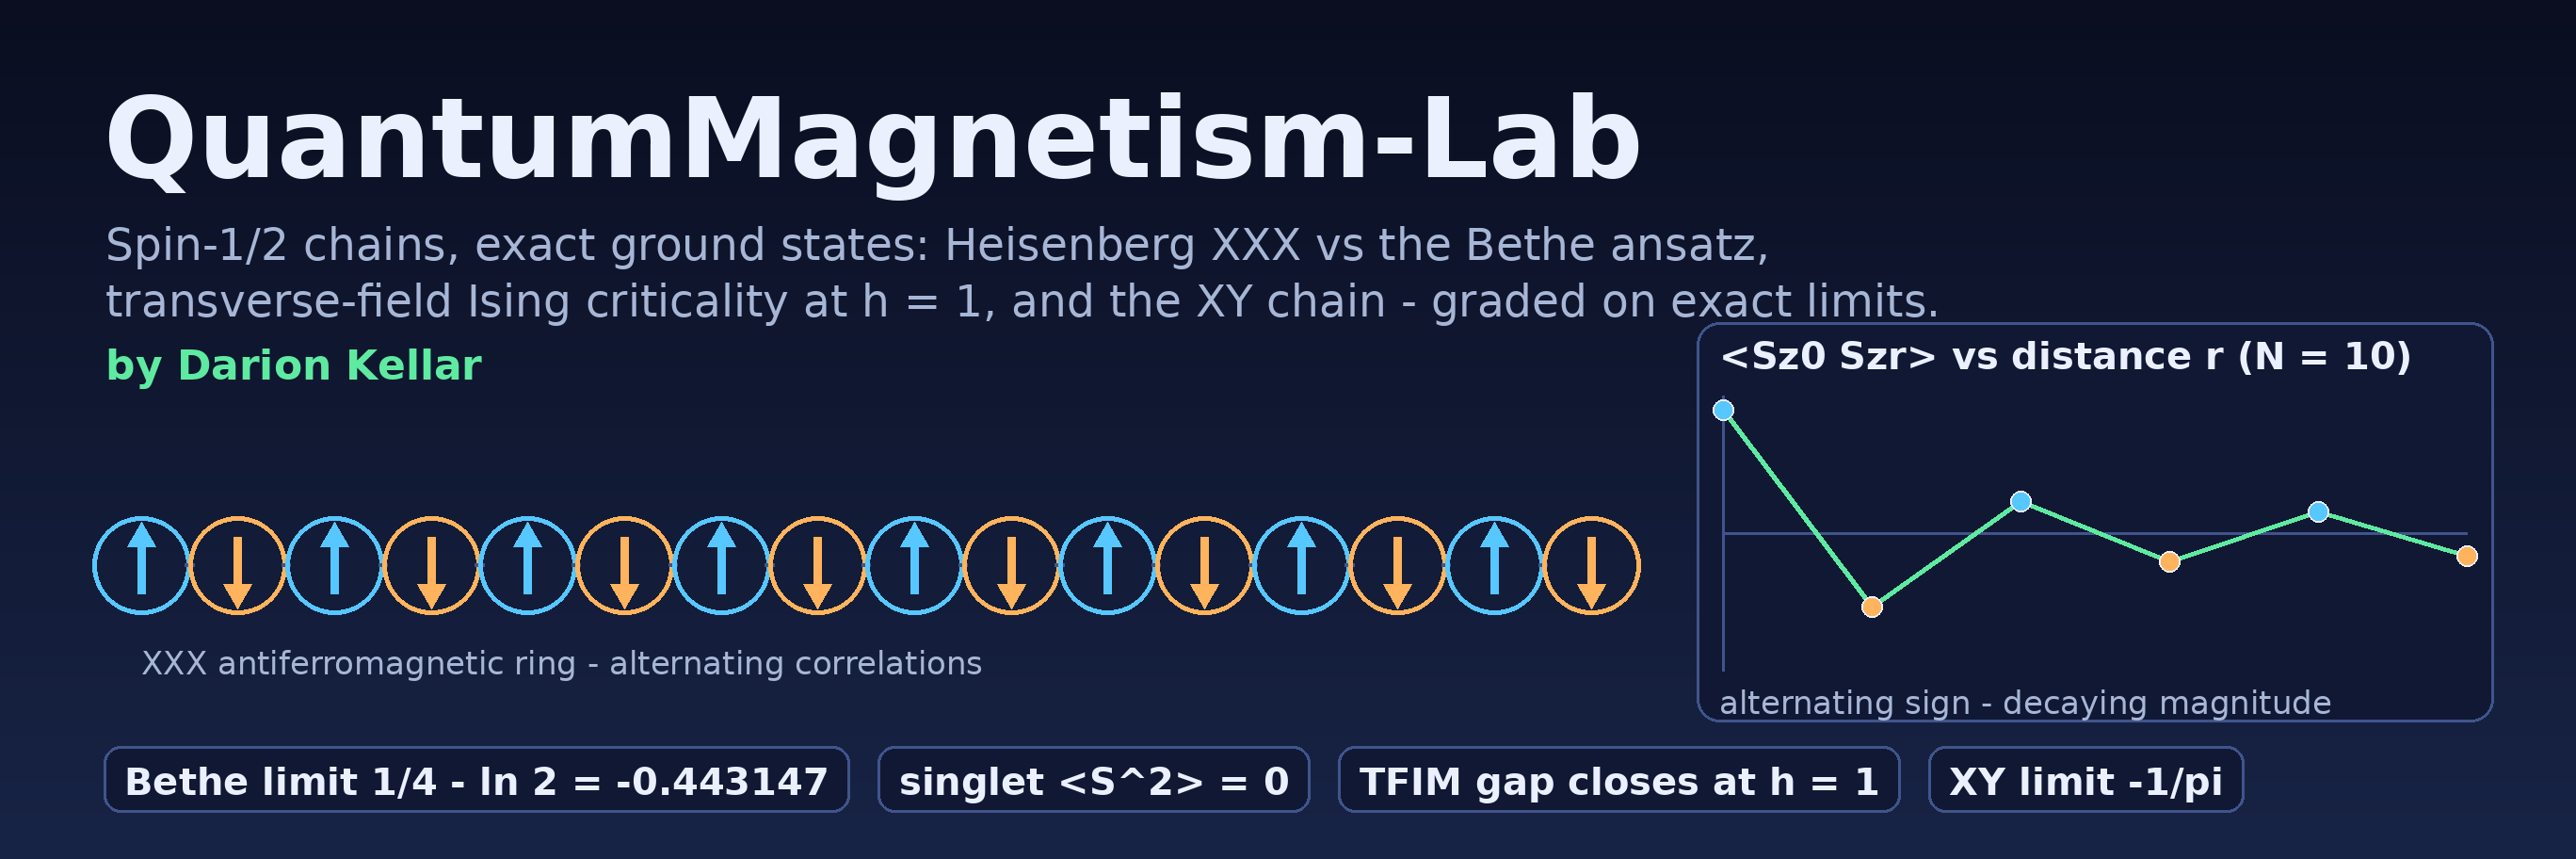 QuantumMagnetism-Lab
Spin-1/2 chains, exact ground states: Heisenberg XXX vs the Bethe ansatz,
transverse-field Ising criticality at h = 1, and the XY chain - graded on exact limits.
by Darion Kellar
<Sz0 Szr> vs distance r (N = 10)
XXX antiferromagnetic ring - alternating correlations
alternating sign - decaying magnitude
Bethe limit 1/4 - ln 2 = -0.443147
singlet <S^2> = 0
TFIM gap closes at h = 1
XY limit -1/pi